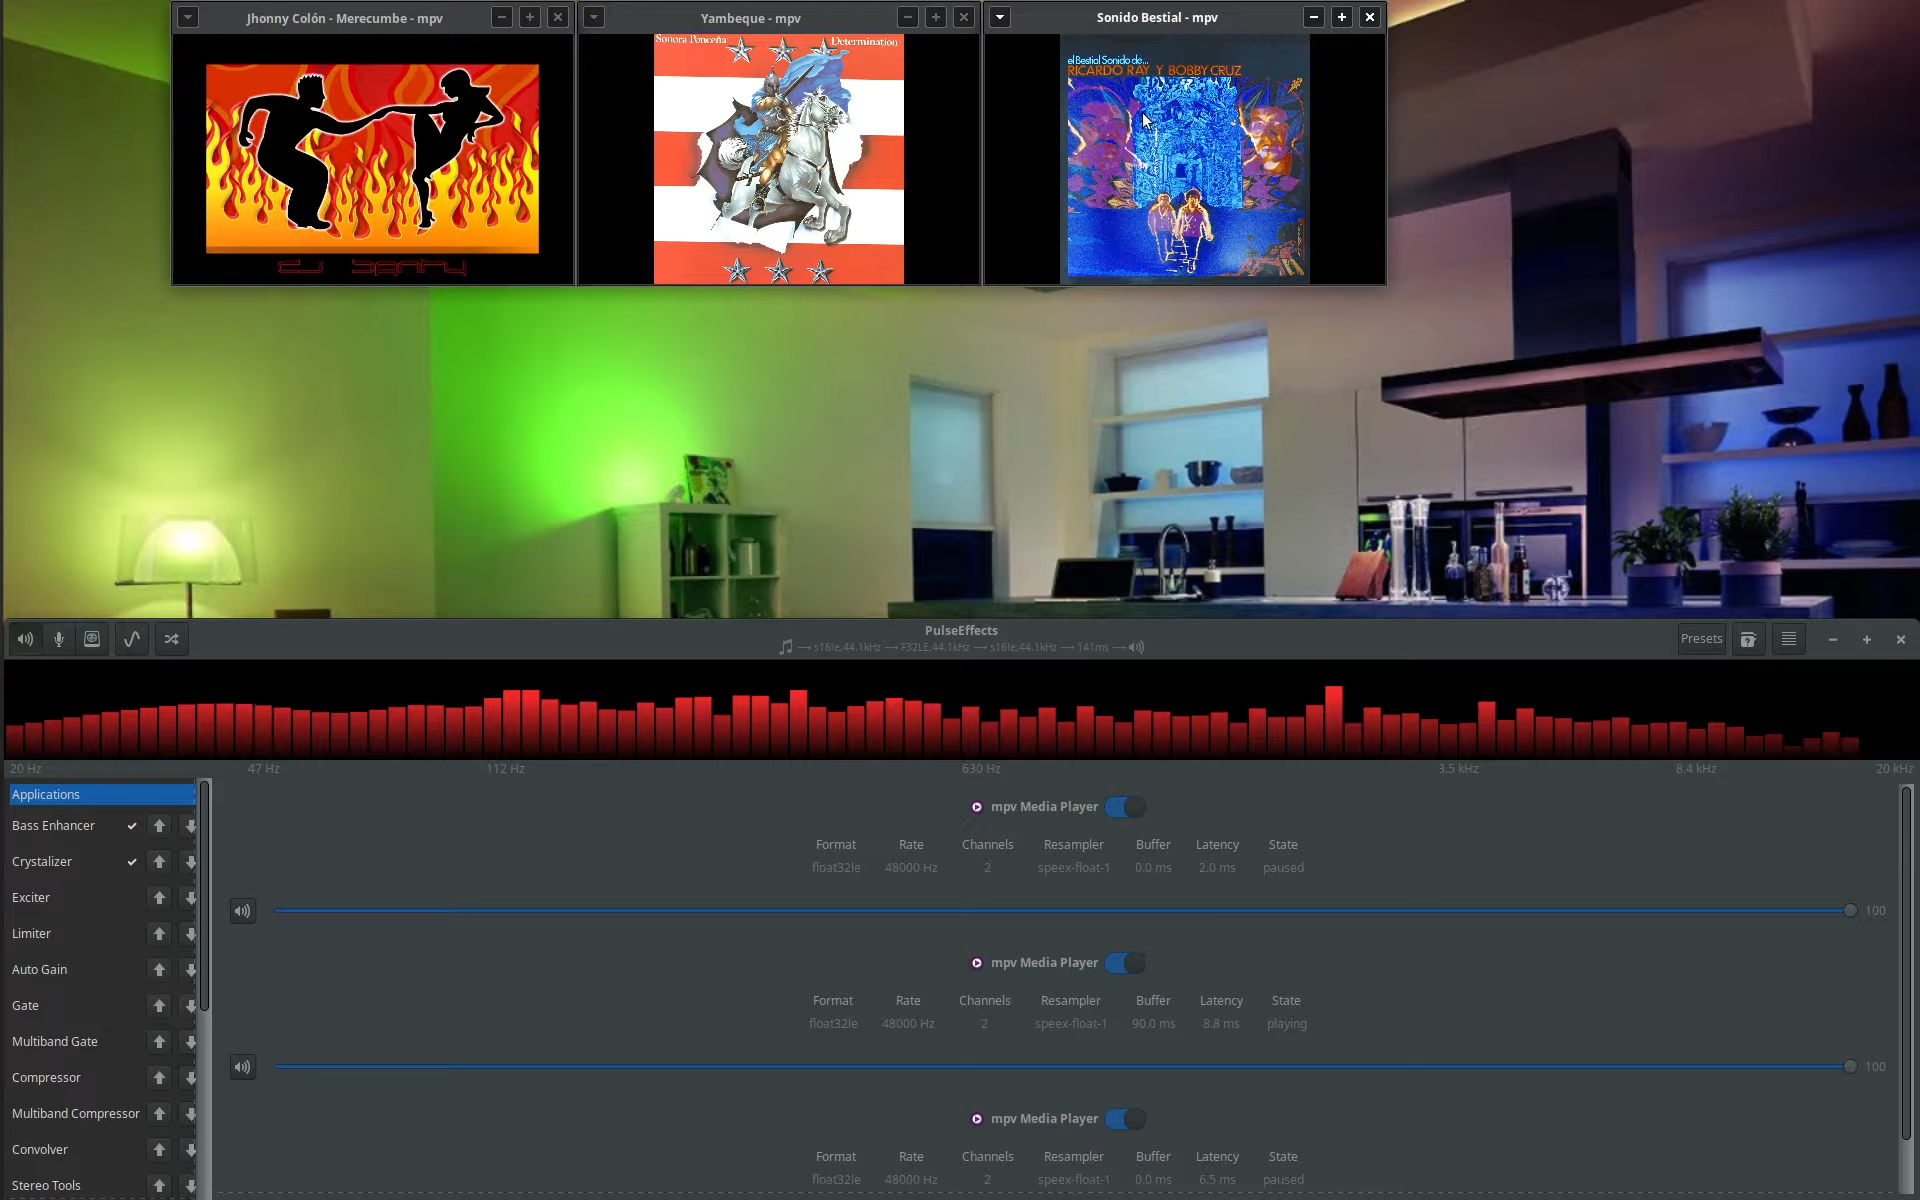 Jhonny Colón - Merecumbe - mpv
Yambeque - mpv
Sonido Bestial - mpv
Sonora Ponceña
Determination
el Bestial Sonido de...
RICARDO RAY Y BOBBY CRUZ
PulseEffects
s16le,44.1kHz → F32LE,44.1kHz → s16le,44.1kHz → 141ms →
Presets
20 Hz 47 Hz 112 Hz 630 Hz 3.5 kHz 8.4 kHz 20 kHz
Applications
Bass Enhancer
Crystalizer
Exciter
Limiter
Auto Gain
Gate
Multiband Gate
Compressor
Multiband Compressor
Convolver
Stereo Tools
mpv Media Player
Format Rate Channels Resampler Buffer Latency State
float32le 48000 Hz 2 speex-float-1 0.0 ms 2.0 ms paused
100
mpv Media Player
Format Rate Channels Resampler Buffer Latency State
float32le 48000 Hz 2 speex-float-1 90.0 ms 8.8 ms playing
100
mpv Media Player
Format Rate Channels Resampler Buffer Latency State
float32le 48000 Hz 2 speex-float-1 0.0 ms 6.5 ms paused